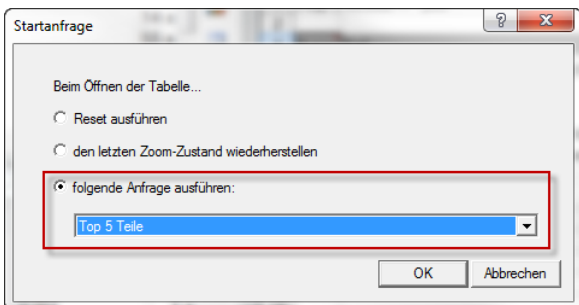 Startanfrage
Beim Öffnen der Tabelle...
Reset ausführen
den letzten Zoom-Zustand wiederherstellen
folgende Anfrage ausführen:
Top 5 Teile
OK Abbrechen